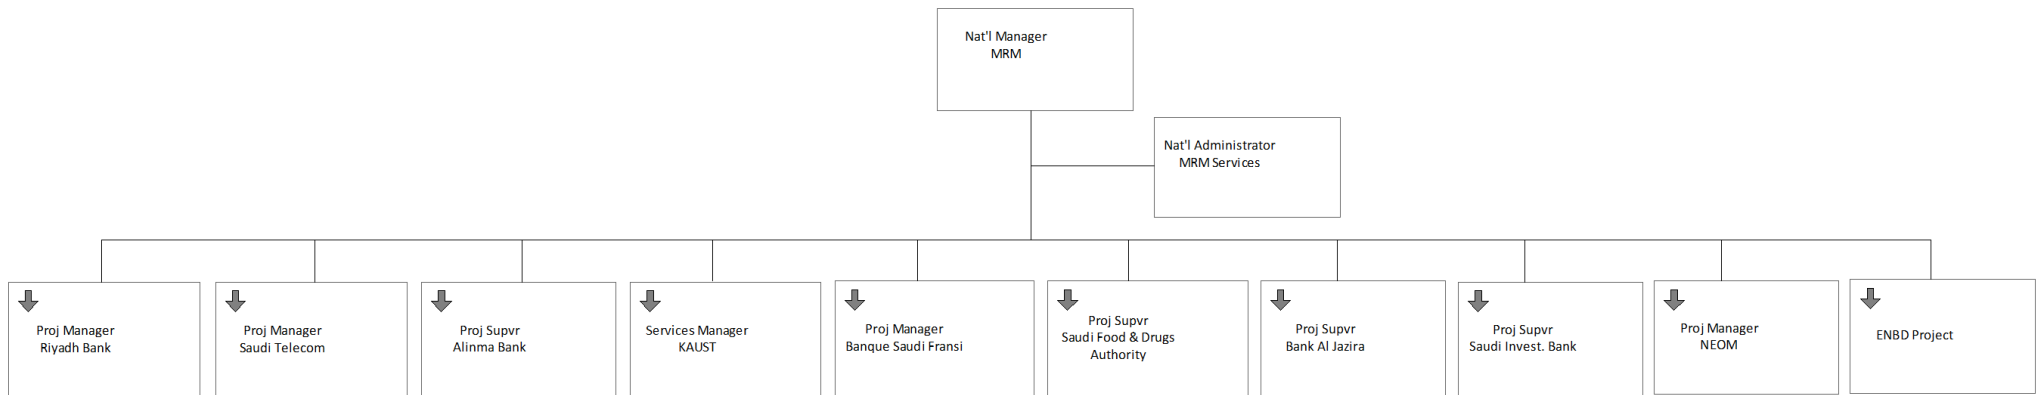 Nat'l Manager
MRM
Nat'l Administrator
MRM Services
Proj Manager
Riyadh Bank
Proj Manager
Saudi Telecom
Proj Supvr
Alinma Bank
Services Manager
KAUST
Proj Manager
Banque Saudi Fransi
Proj Supvr
Saudi Food & Drugs
Authority
Proj Supvr
Bank Al Jazira
Proj Supvr
Saudi Invest. Bank
Proj Manager
NEOM
ENBD Project